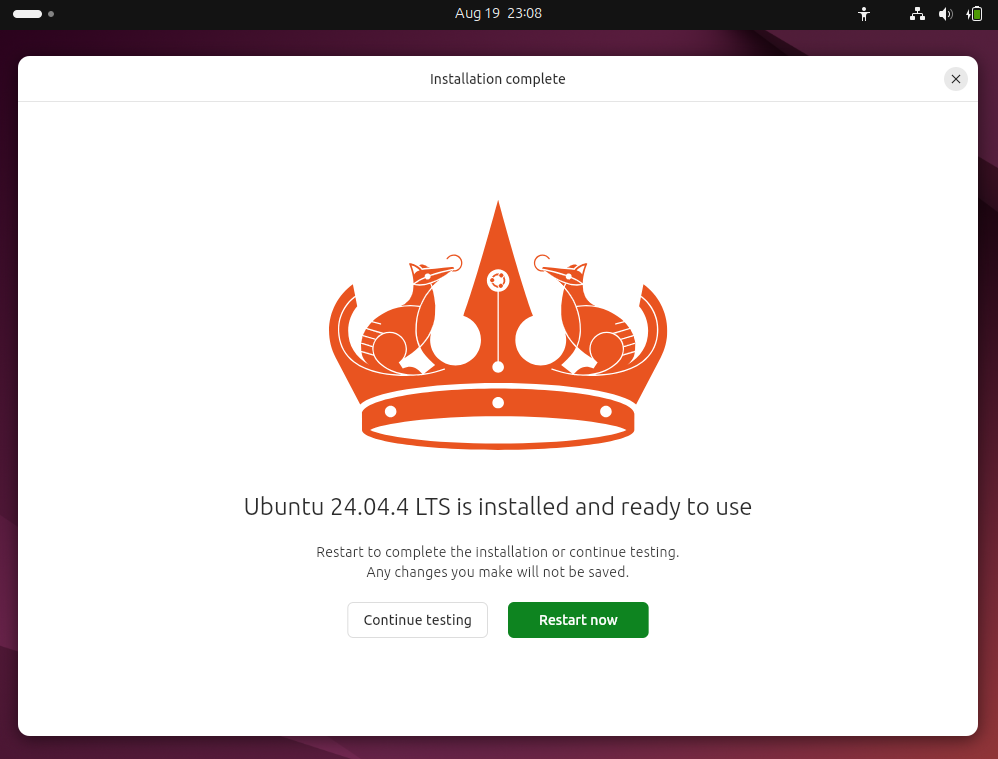 Aug 19 23:08
Installation complete
Ubuntu 24.04.4 LTS is installed and ready to use
Restart to complete the installation or continue testing.
Any changes you make will not be saved.
Continue testing
Restart now